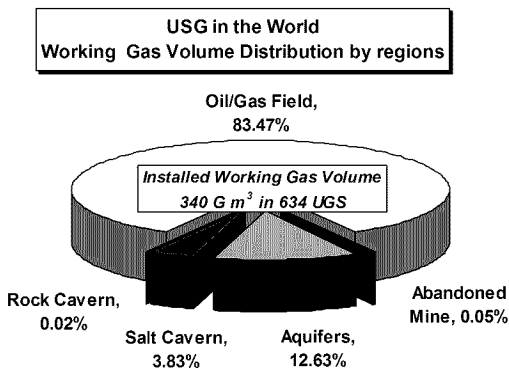 USG in the World
Working Gas Volume Distribution by regions
Oil/Gas Field,
83.47%
Installed Working Gas Volume
340 G m³ in 634 UGS
Rock Cavern,
0.02%
Salt Cavern,
3.83%
Aquifers,
12.63%
Abandoned
Mine, 0.05%